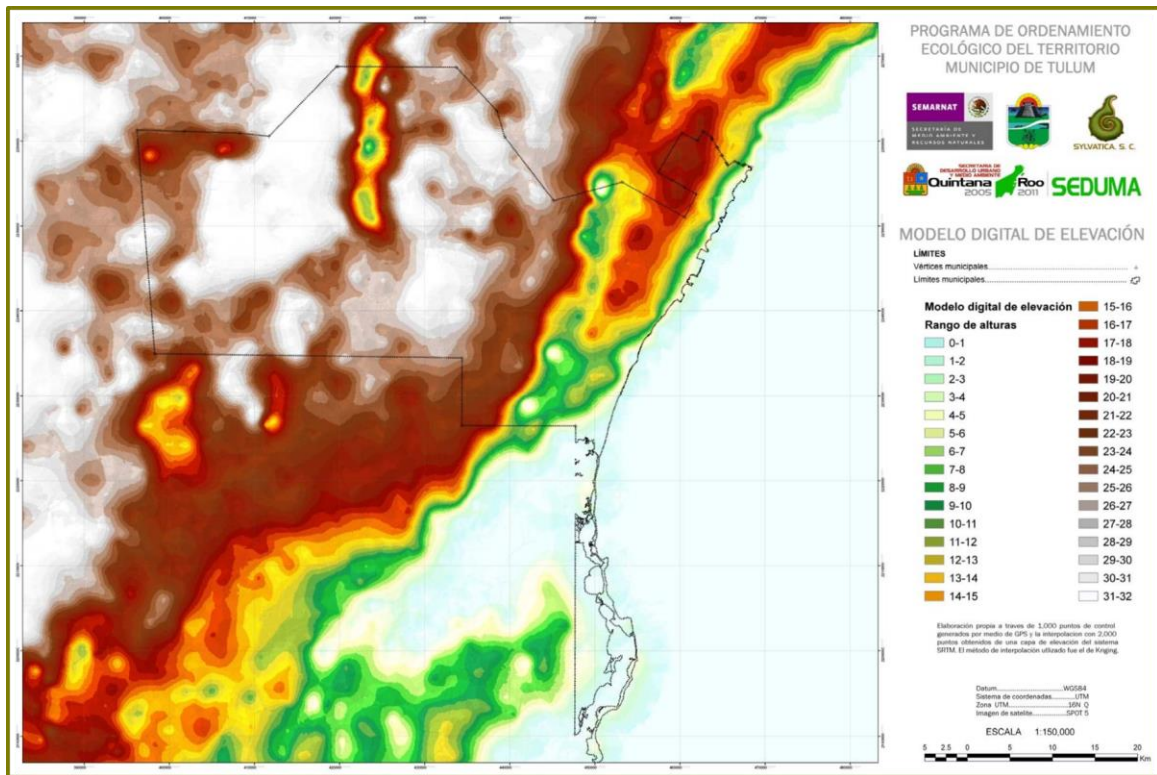 PROGRAMA DE ORDENAMIENTO
ECOLÓGICO DEL TERRITORIO
MUNICIPIO DE TULUM
SEMARNAT
SECRETARÍA DE
MEDIO AMBIENTE Y
RECURSOS NATURALES
SYLVATICA, S. C.
SECRETARIA DE
DESARROLLO URBANO
Y MEDIO AMBIENTE
Quintana Roo
2005 2011
SEDUMA
MODELO DIGITAL DE ELEVACIÓN
LÍMITES
Vértices municipales
Límites municipales
Modelo digital de elevación
Rango de alturas
0-1
1-2
2-3
3-4
4-5
5-6
6-7
7-8
8-9
9-10
10-11
11-12
12-13
13-14
14-15
15-16
16-17
17-18
18-19
19-20
20-21
21-22
22-23
23-24
24-25
25-26
26-27
27-28
28-29
29-30
30-31
31-32
Elaboración propia a traves de 1,000 puntos de control
generados por medio de GPS y la interpolacion con 2,000
puntos obtenidos de una capa de elevación del sistema
SRTM. El método de interpolación utlizado fue el de Kriging.
Datum WGS84
Sistema de coordenadas UTM
Zona UTM 16N Q
Imagen de satelite SPOT 5
ESCALA 1:150,000
5 2.5 0 5 10 15 20
Km